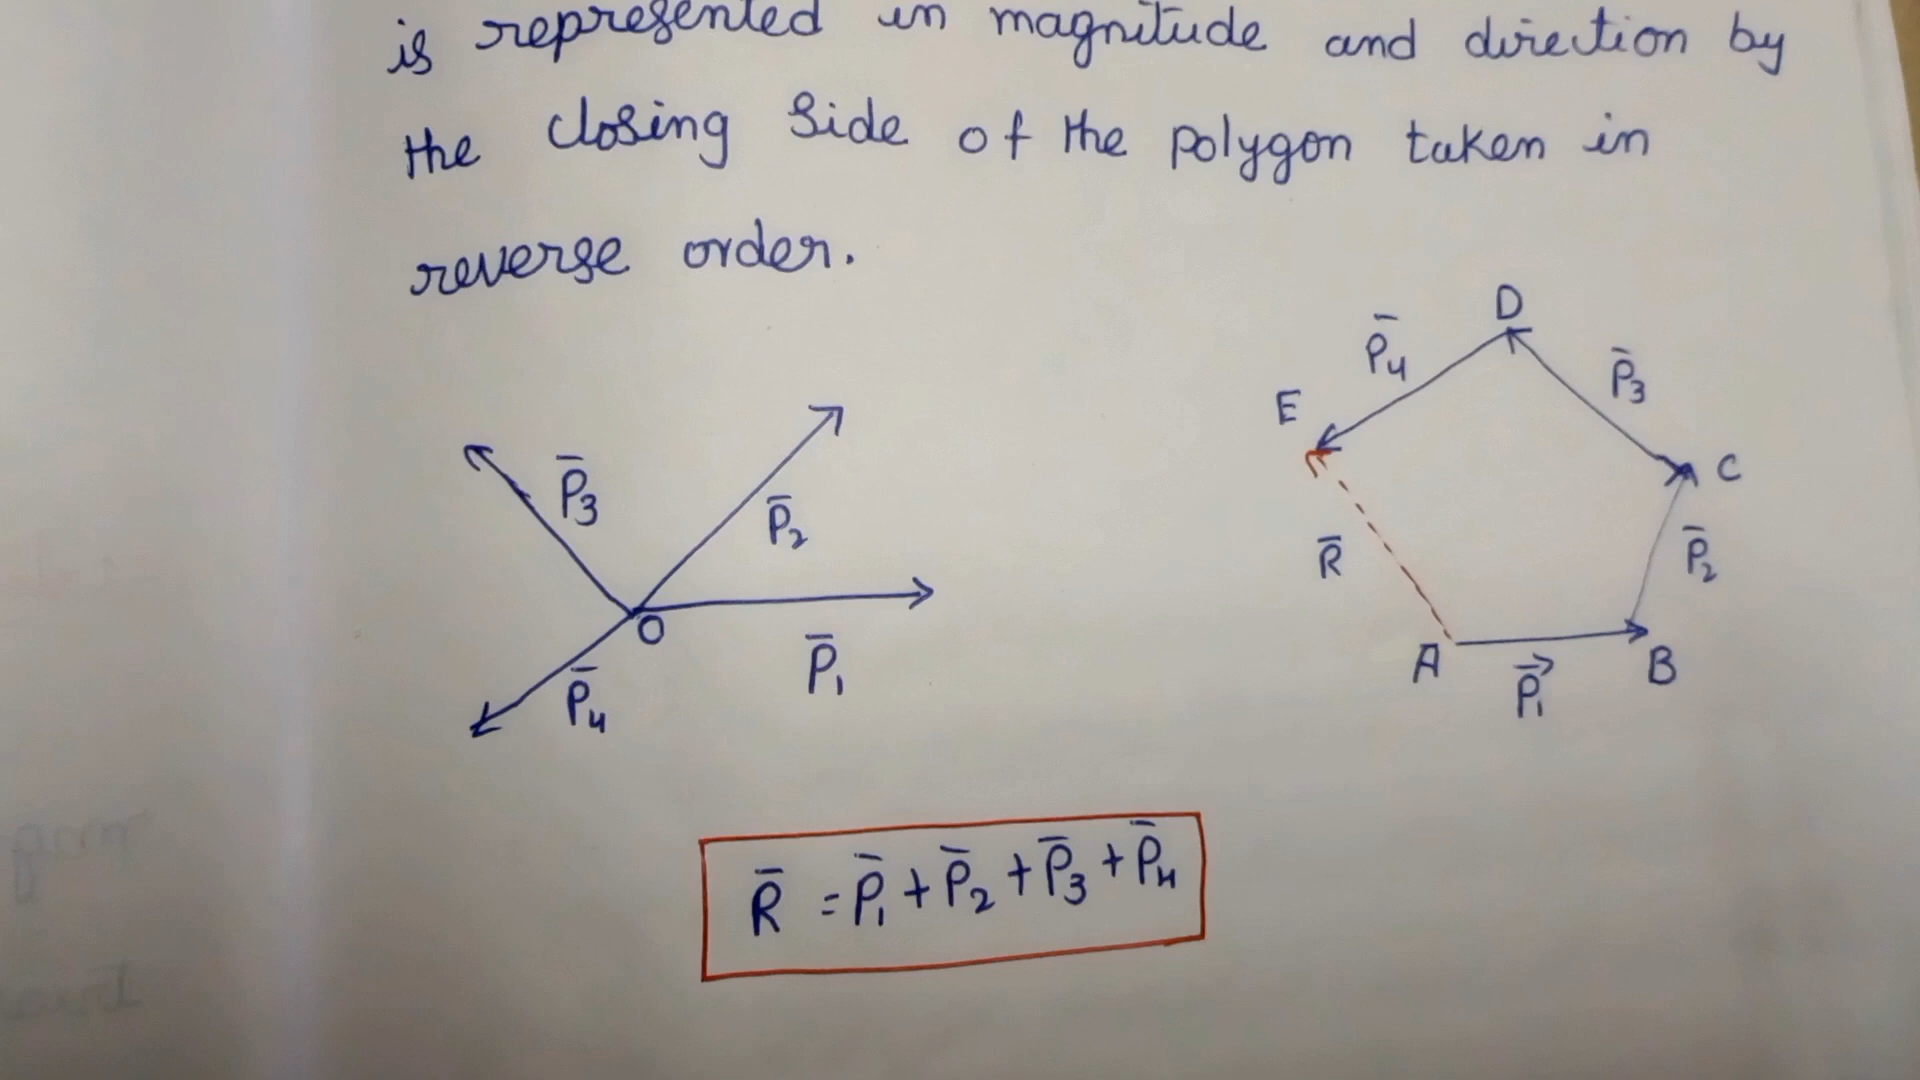 is represented in magnitude and direction by
the closing side of the polygon taken in
reverse order.
D
P̄4
P̄3
E
C
P̄3
P̄2
R̄
P̄2
O
A
B
P̄1
P̄4
P̄1
R̄ = P̄1 + P̄2 + P̄3 + P̄4